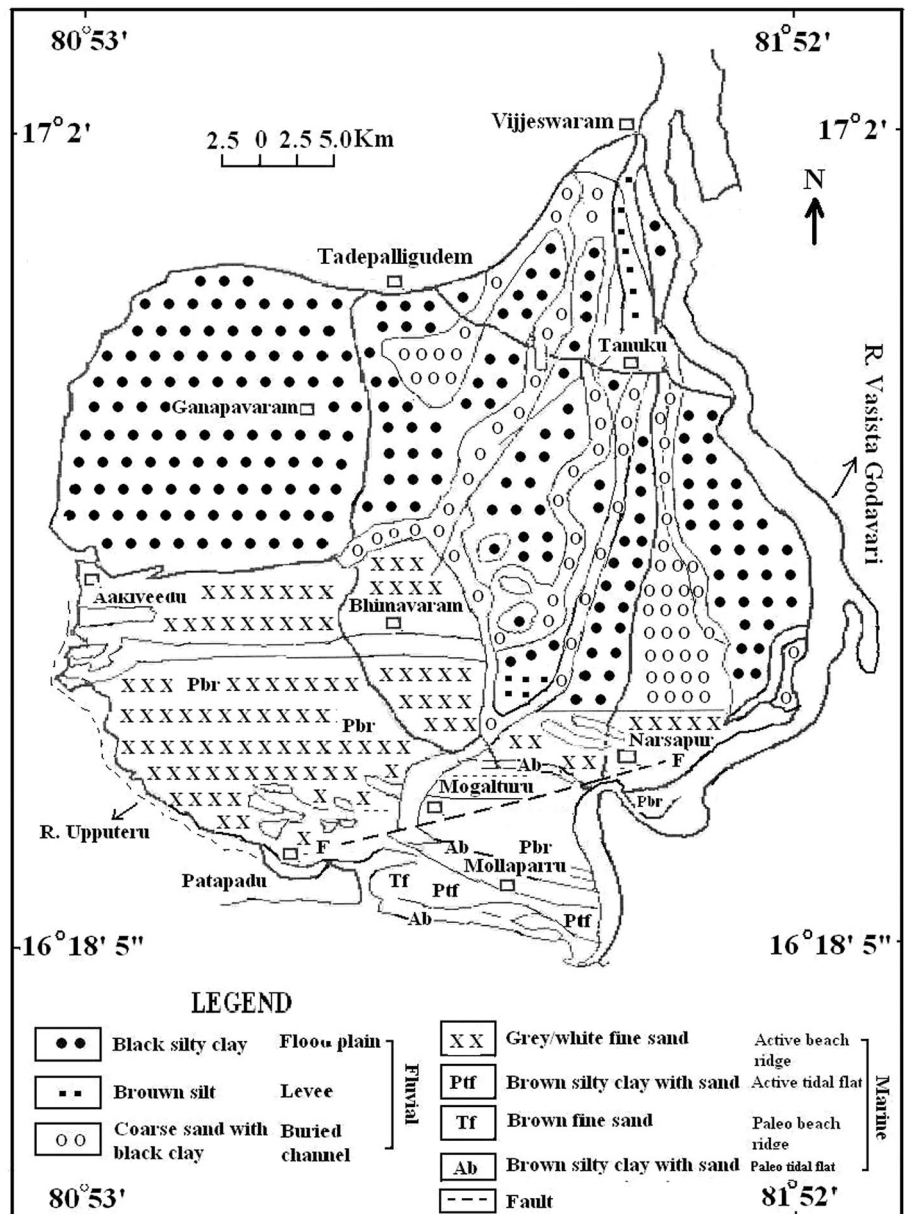 80°53'
81°52'
17°2'
2.5 0 2.5 5.0Km
Vijjeswaram
17°2'
N
Tadepalligudem
Tanuku
R. Vasista Godavari
Ganapavaram
Aakiveedu
Bhimavaram
Pbr
Pbr
Narsapur
F
Ab
Mogalturu
Pbr
R. Upputeru
F
Ab
Pbr
Mollaparru
Patapadu
Tf
Ptf
Ab
Ptf
16°18' 5"
16°18' 5"
LEGEND
Black silty clay Flood plain
Brouwn silt Levee
Coarse sand with black clay Buried channel
Fluvial
X X Grey/white fine sand Active beach ridge
Ptf Brown silty clay with sand Active tidal flat
Tf Brown fine sand Paleo beach ridge
Ab Brown silty clay with sand Paleo tidal flat
Fault
Marine
80°53'
81°52'